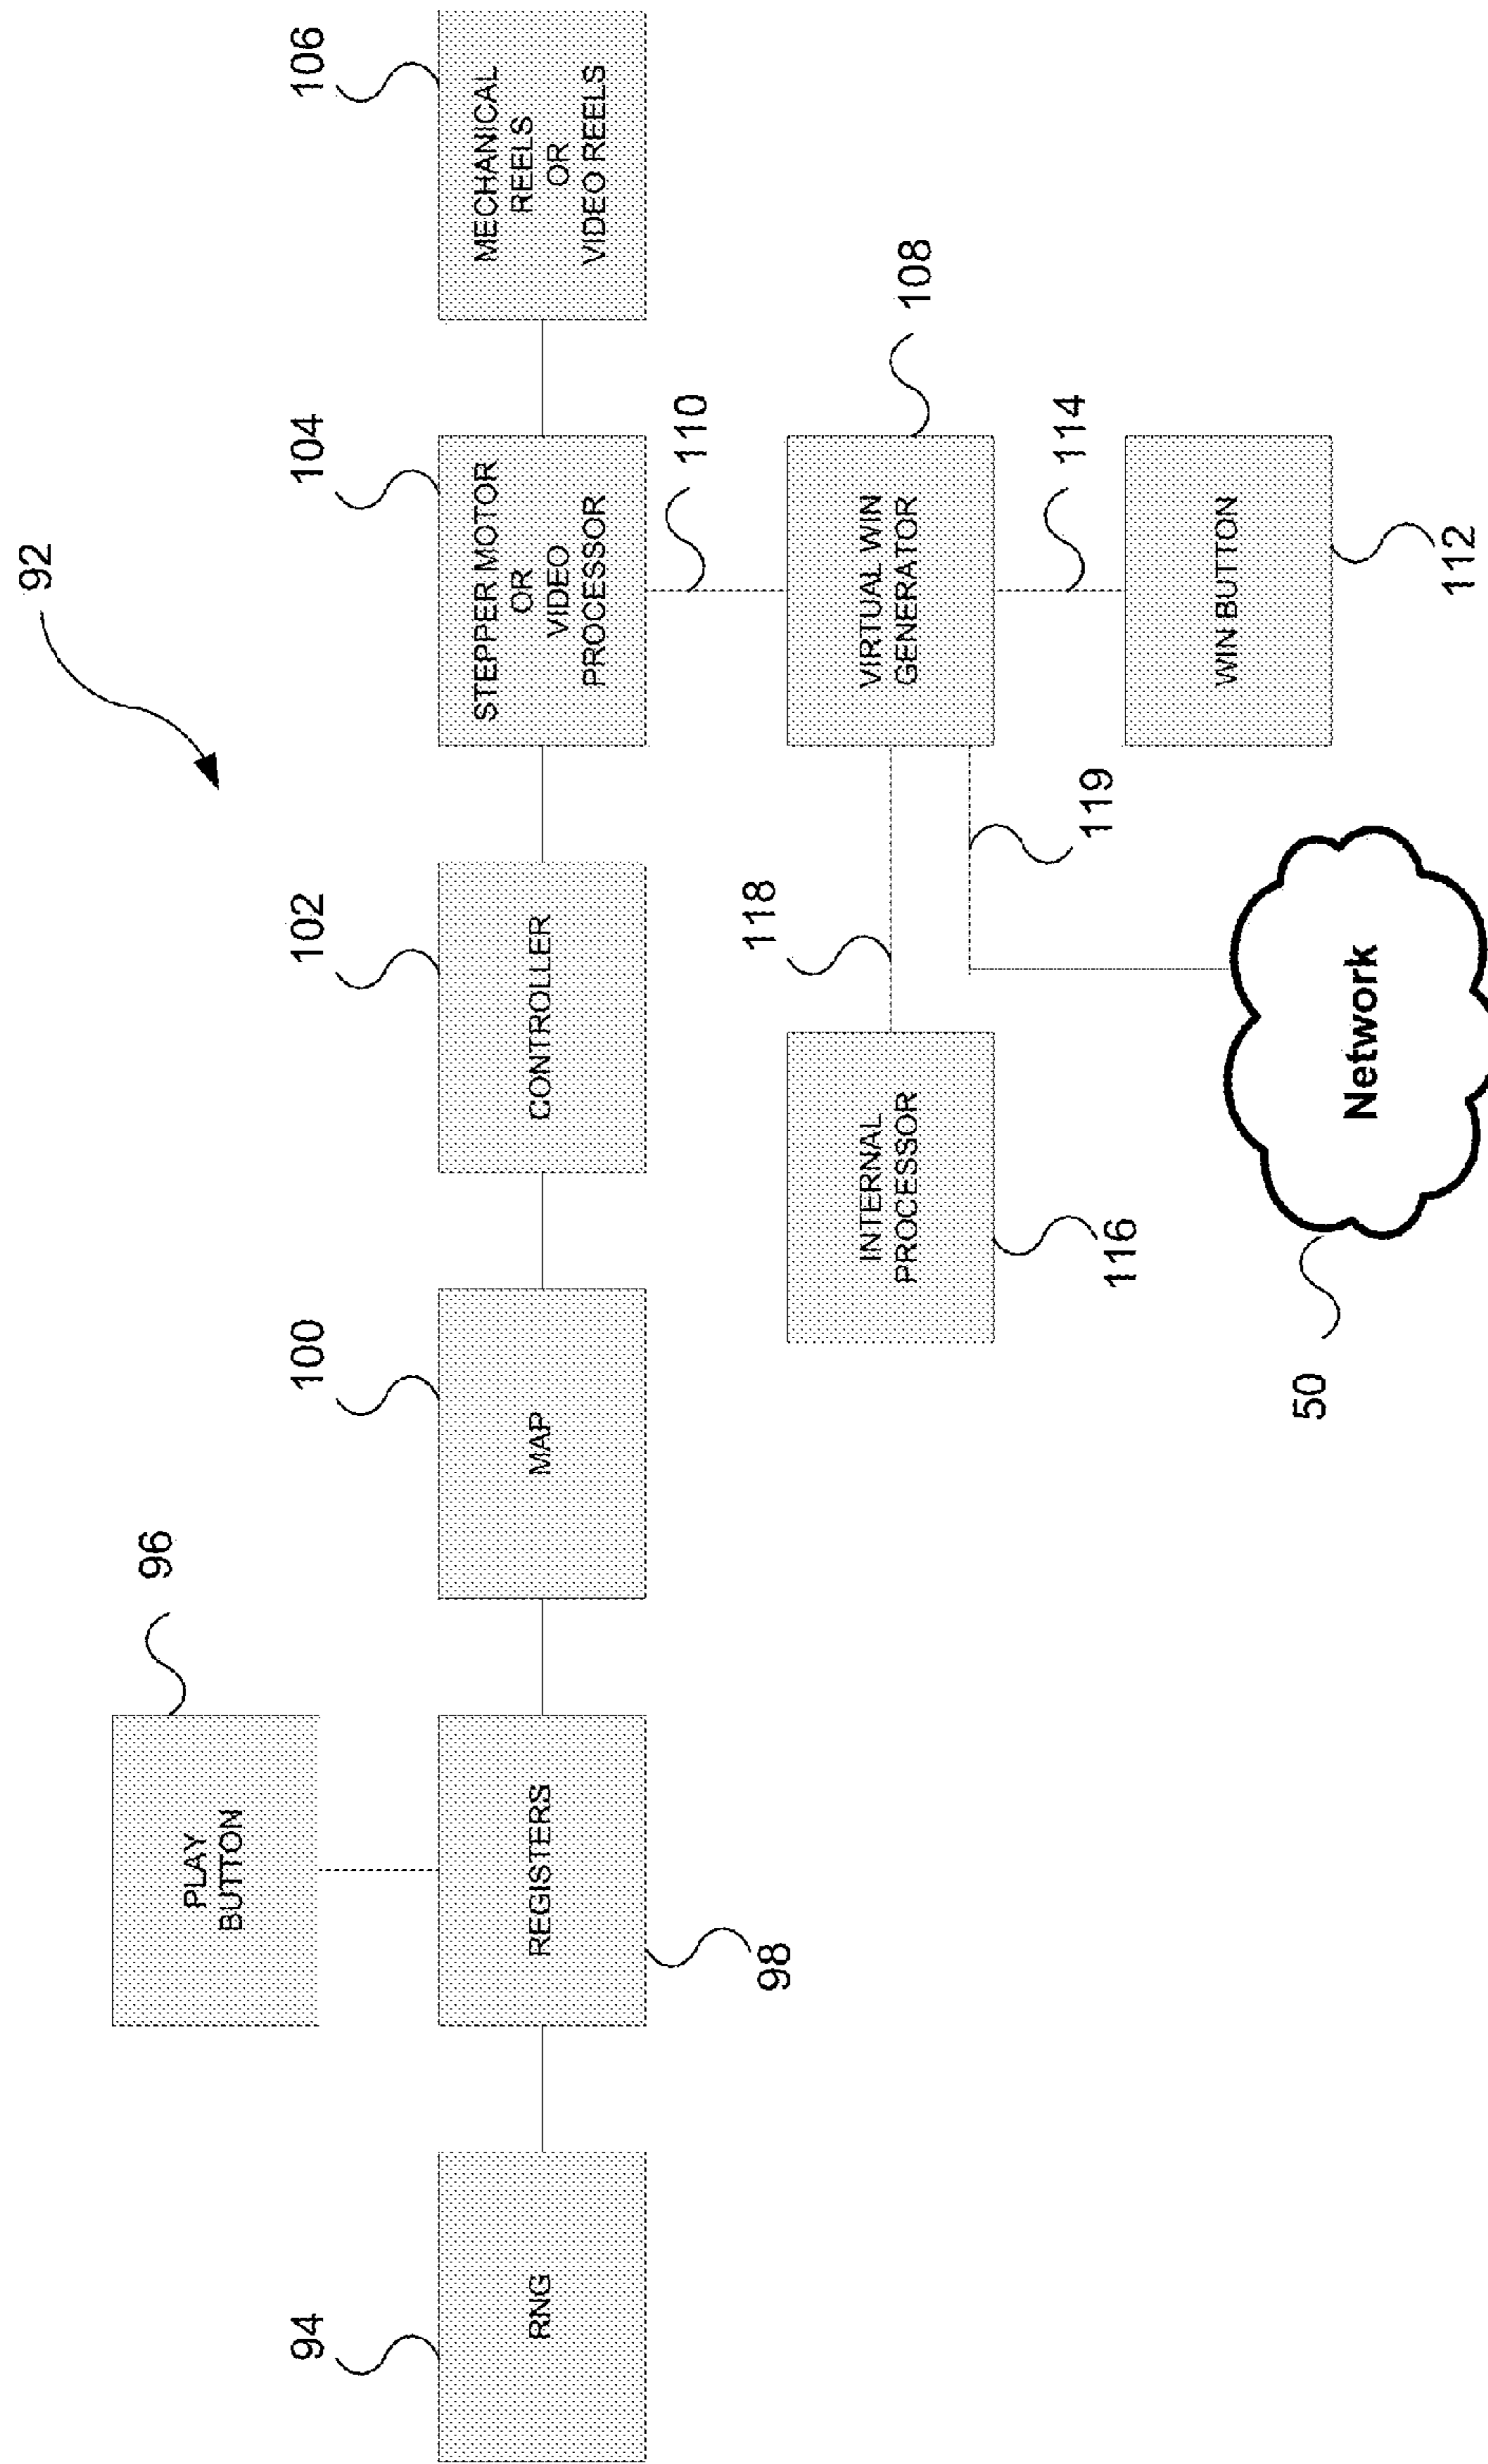 92
96
PLAY
BUTTON
94
RNG
REGISTERS
98
100
MAP
102
CONTROLLER
104
STEPPER MOTOR
OR
VIDEO
PROCESSOR
106
MECHANICAL
REELS
OR
VIDEO REELS
110
108
VIRTUAL WIN
GENERATOR
118
INTERNAL
PROCESSOR
116
119
114
WIN BUTTON
112
Network
50